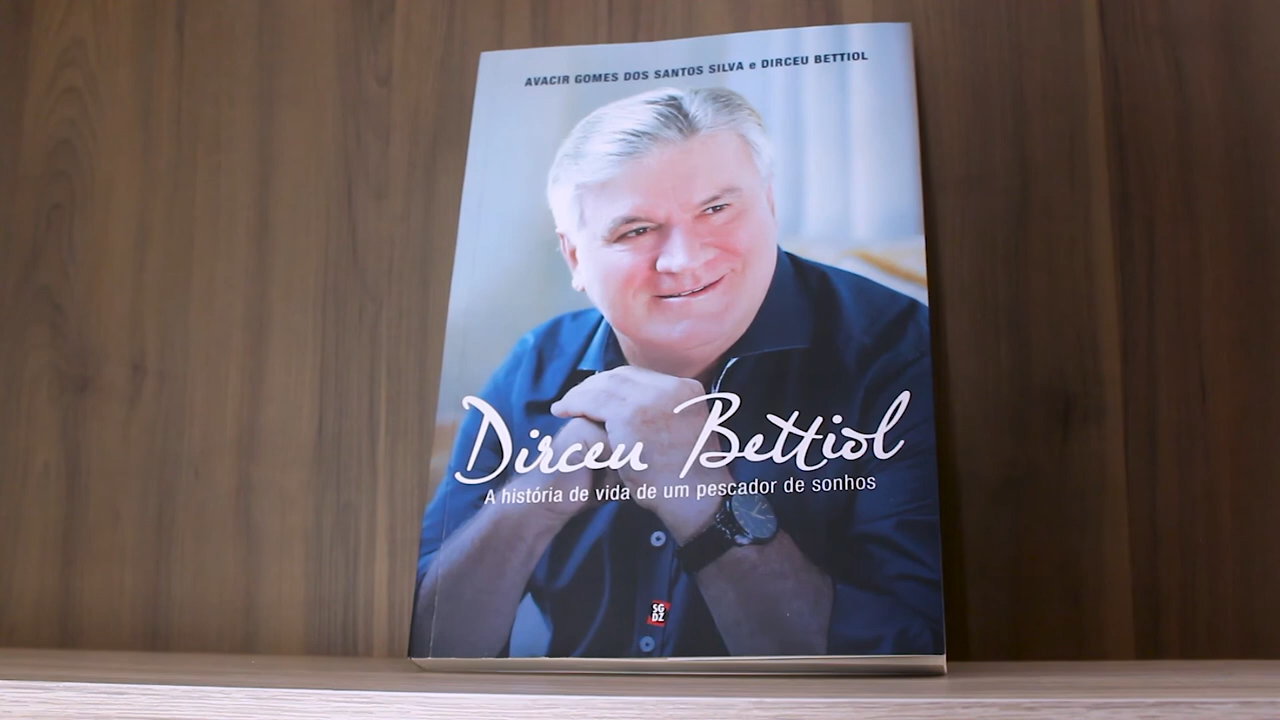 AVACIR GOMES DOS SANTOS SILVA e DIRCEU BETTIOL
Dirceu Bettiol
A história de vida de um pescador de sonhos
SG
DZ